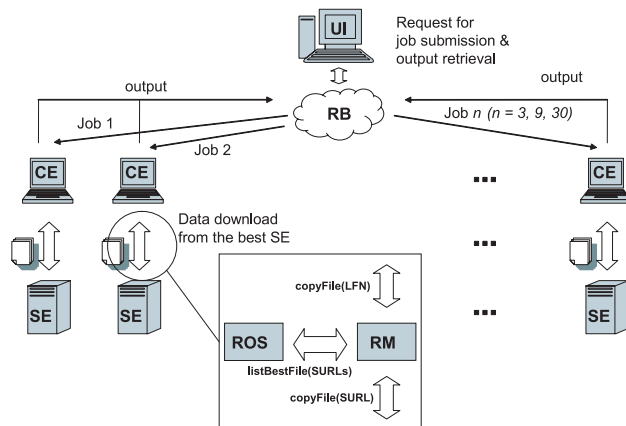 UI
Request for
job submission &
output retrieval
output
output
RB
Job 1
Job n (n = 3, 9, 30)
Job 2
CE
CE
CE
...
Data download
from the best SE
...
copyFile(LFN)
SE
SE
...
SE
ROS
RM
listBestFile(SURLs)
copyFile(SURL)